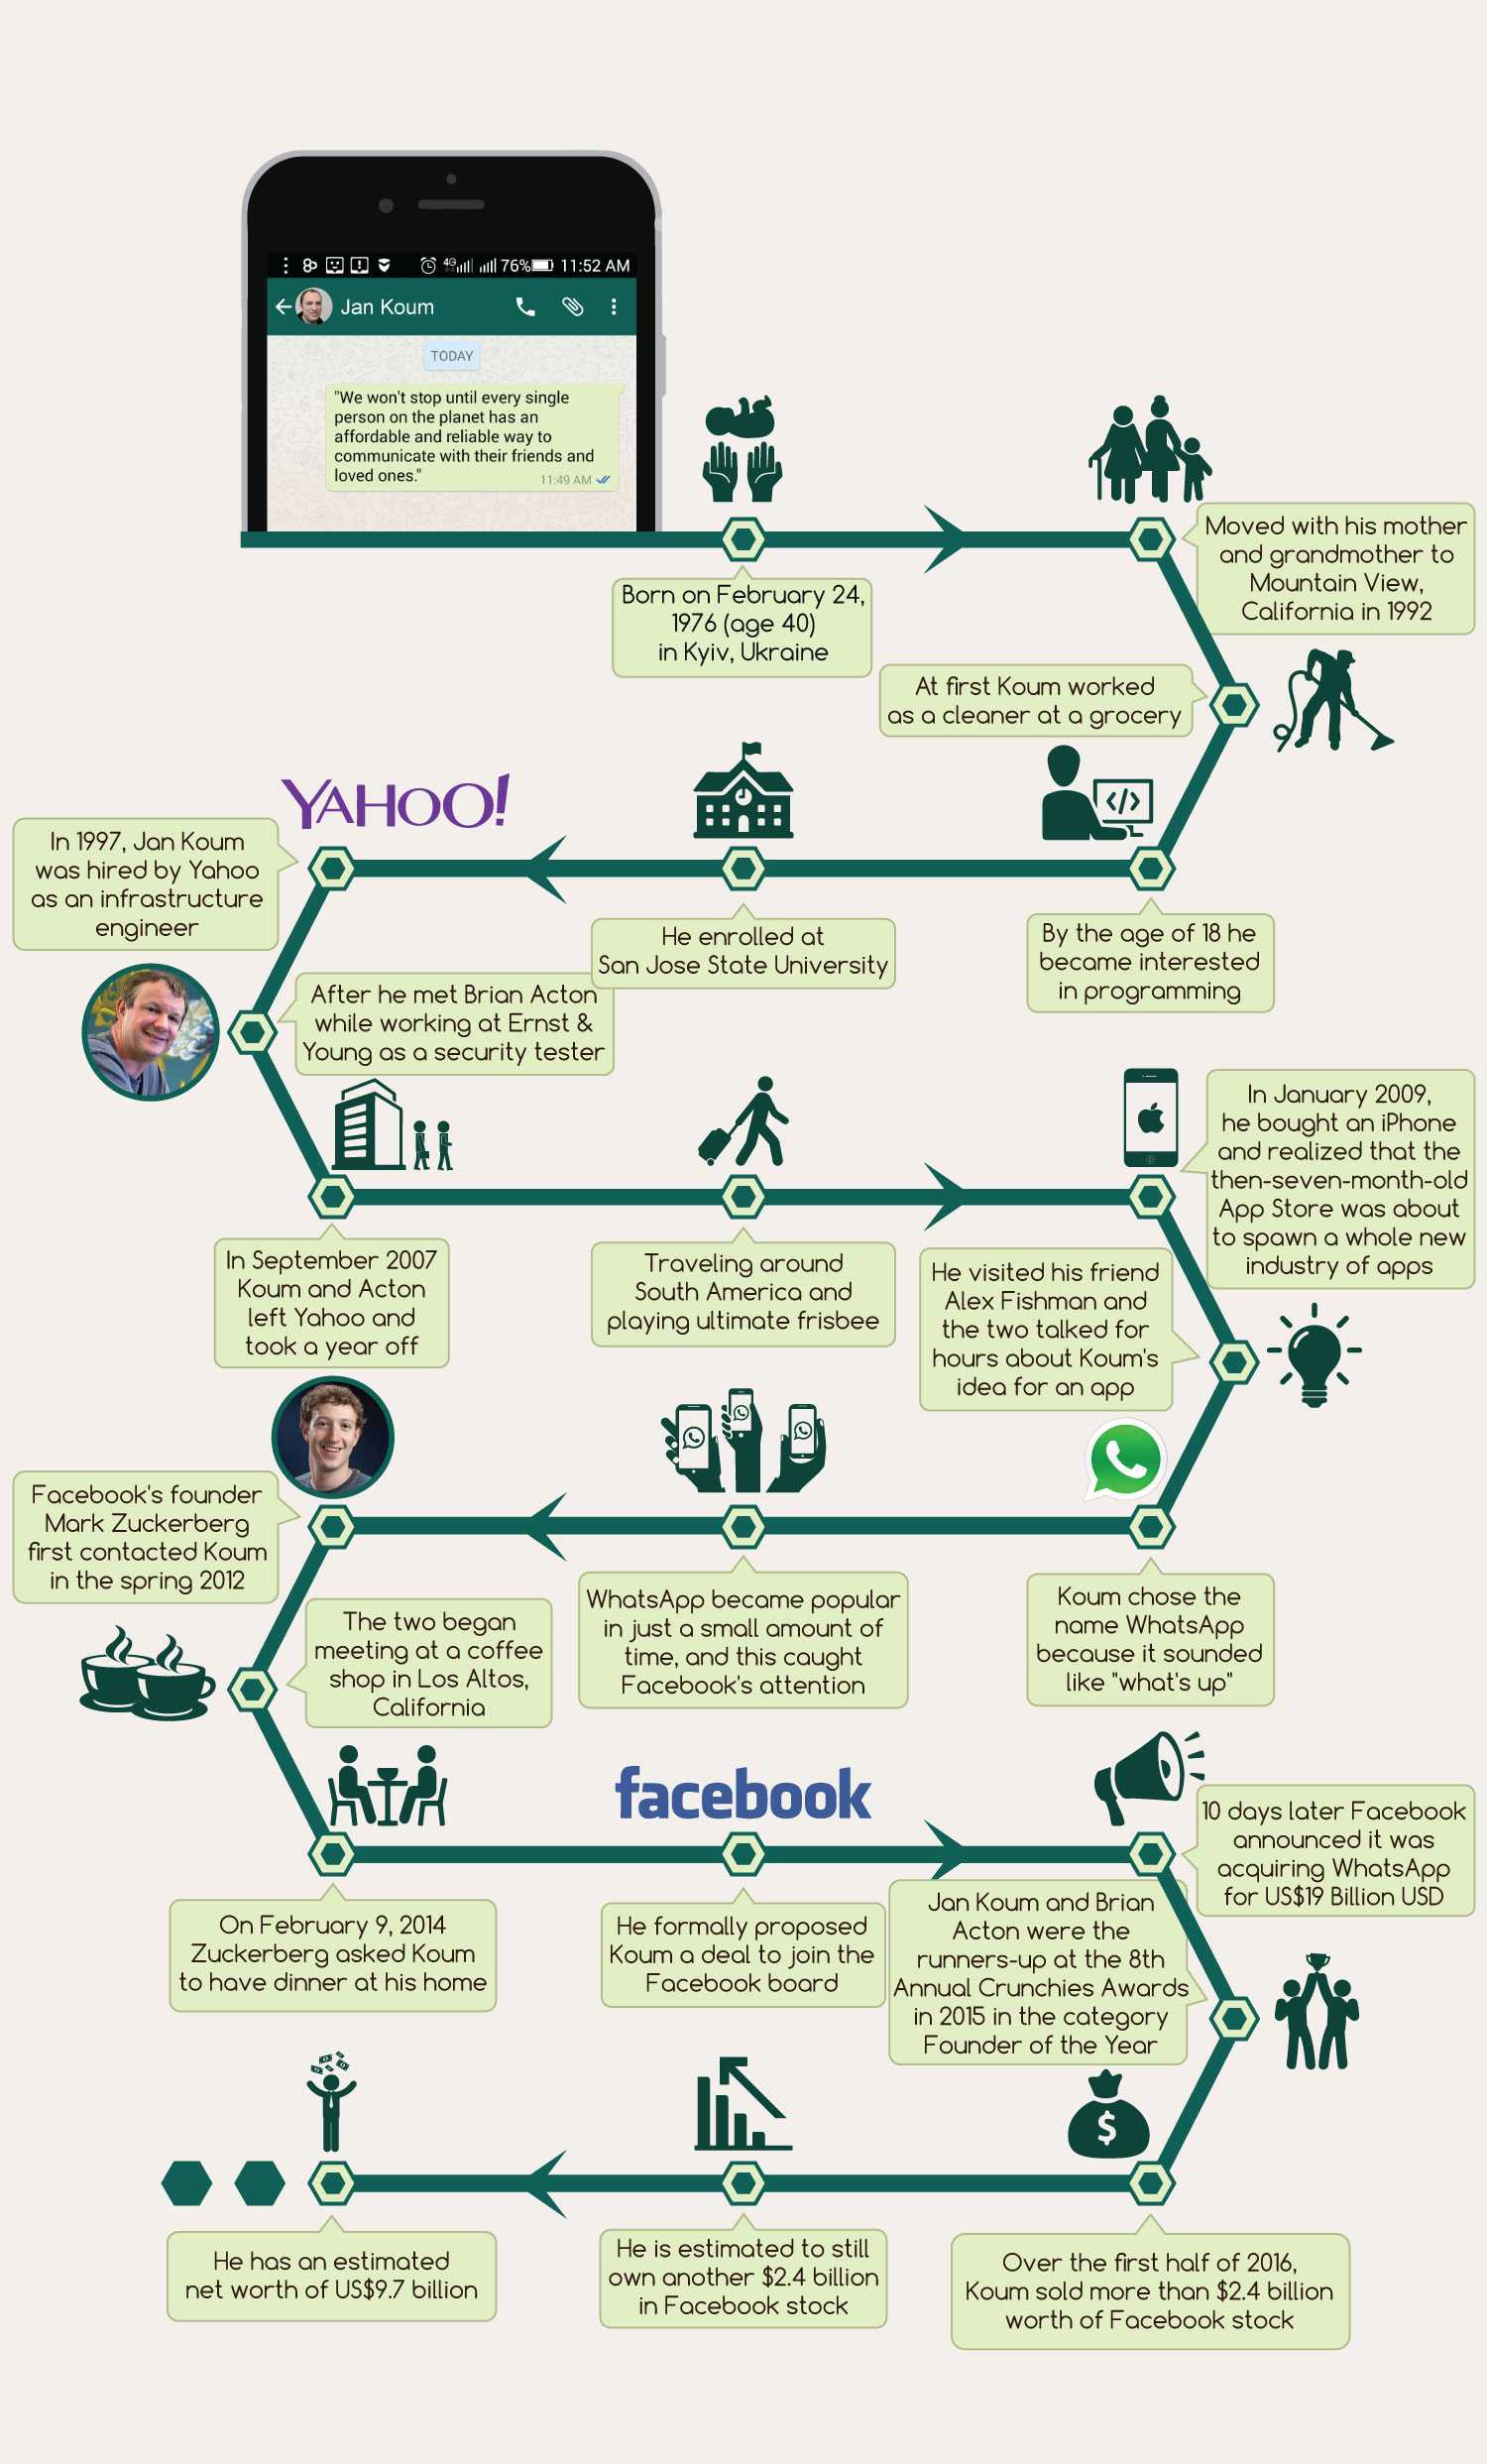 4G 76% 11:52 AM
Jan Koum
TODAY
"We won't stop until every single
person on the planet has an
affordable and reliable way to
communicate with their friends and
loved ones."
11:49 AM
Born on February 24,
1976 (age 40)
in Kyiv, Ukraine
Moved with his mother
and grandmother to
Mountain View,
California in 1992
At first Koum worked
as a cleaner at a grocery
By the age of 18 he
became interested
in programming
He enrolled at
San Jose State University
YAHOO!
In 1997, Jan Koum
was hired by Yahoo
as an infrastructure
engineer
After he met Brian Acton
while working at Ernst &
Young as a security tester
In September 2007
Koum and Acton
left Yahoo and
took a year off
Traveling around
South America and
playing ultimate frisbee
In January 2009,
he bought an iPhone
and realized that the
then-seven-month-old
App Store was about
to spawn a whole new
industry of apps
He visited his friend
Alex Fishman and
the two talked for
hours about Koum's
idea for an app
Koum chose the
name WhatsApp
because it sounded
like "what's up"
WhatsApp became popular
in just a small amount of
time, and this caught
Facebook's attention
Facebook's founder
Mark Zuckerberg
first contacted Koum
in the spring 2012
The two began
meeting at a coffee
shop in Los Altos,
California
On February 9, 2014
Zuckerberg asked Koum
to have dinner at his home
facebook
He formally proposed
Koum a deal to join the
Facebook board
10 days later Facebook
announced it was
acquiring WhatsApp
for US$19 Billion USD
Jan Koum and Brian
Acton were the
runners-up at the 8th
Annual Crunchies Awards
in 2015 in the category
Founder of the Year
$
Over the first half of 2016,
Koum sold more than $2.4 billion
worth of Facebook stock
He is estimated to still
own another $2.4 billion
in Facebook stock
He has an estimated
net worth of US$9.7 billion